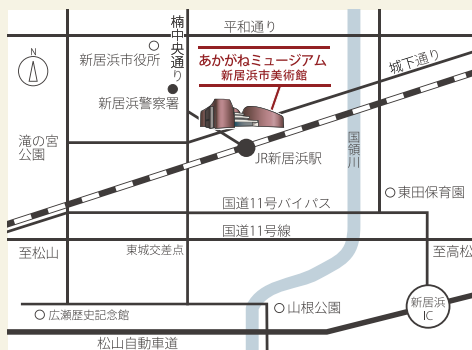 平和通り
楠中央通り
N
新居浜市役所
あかがねミュージアム
新居浜市美術館
城下通り
新居浜警察署
滝の宮
公園
JR新居浜駅
国領川
東田保育園
国道11号バイパス
国道11号線
至松山
東城交差点
至高松
新居浜
IC
広瀬歴史記念館
山根公園
松山自動車道